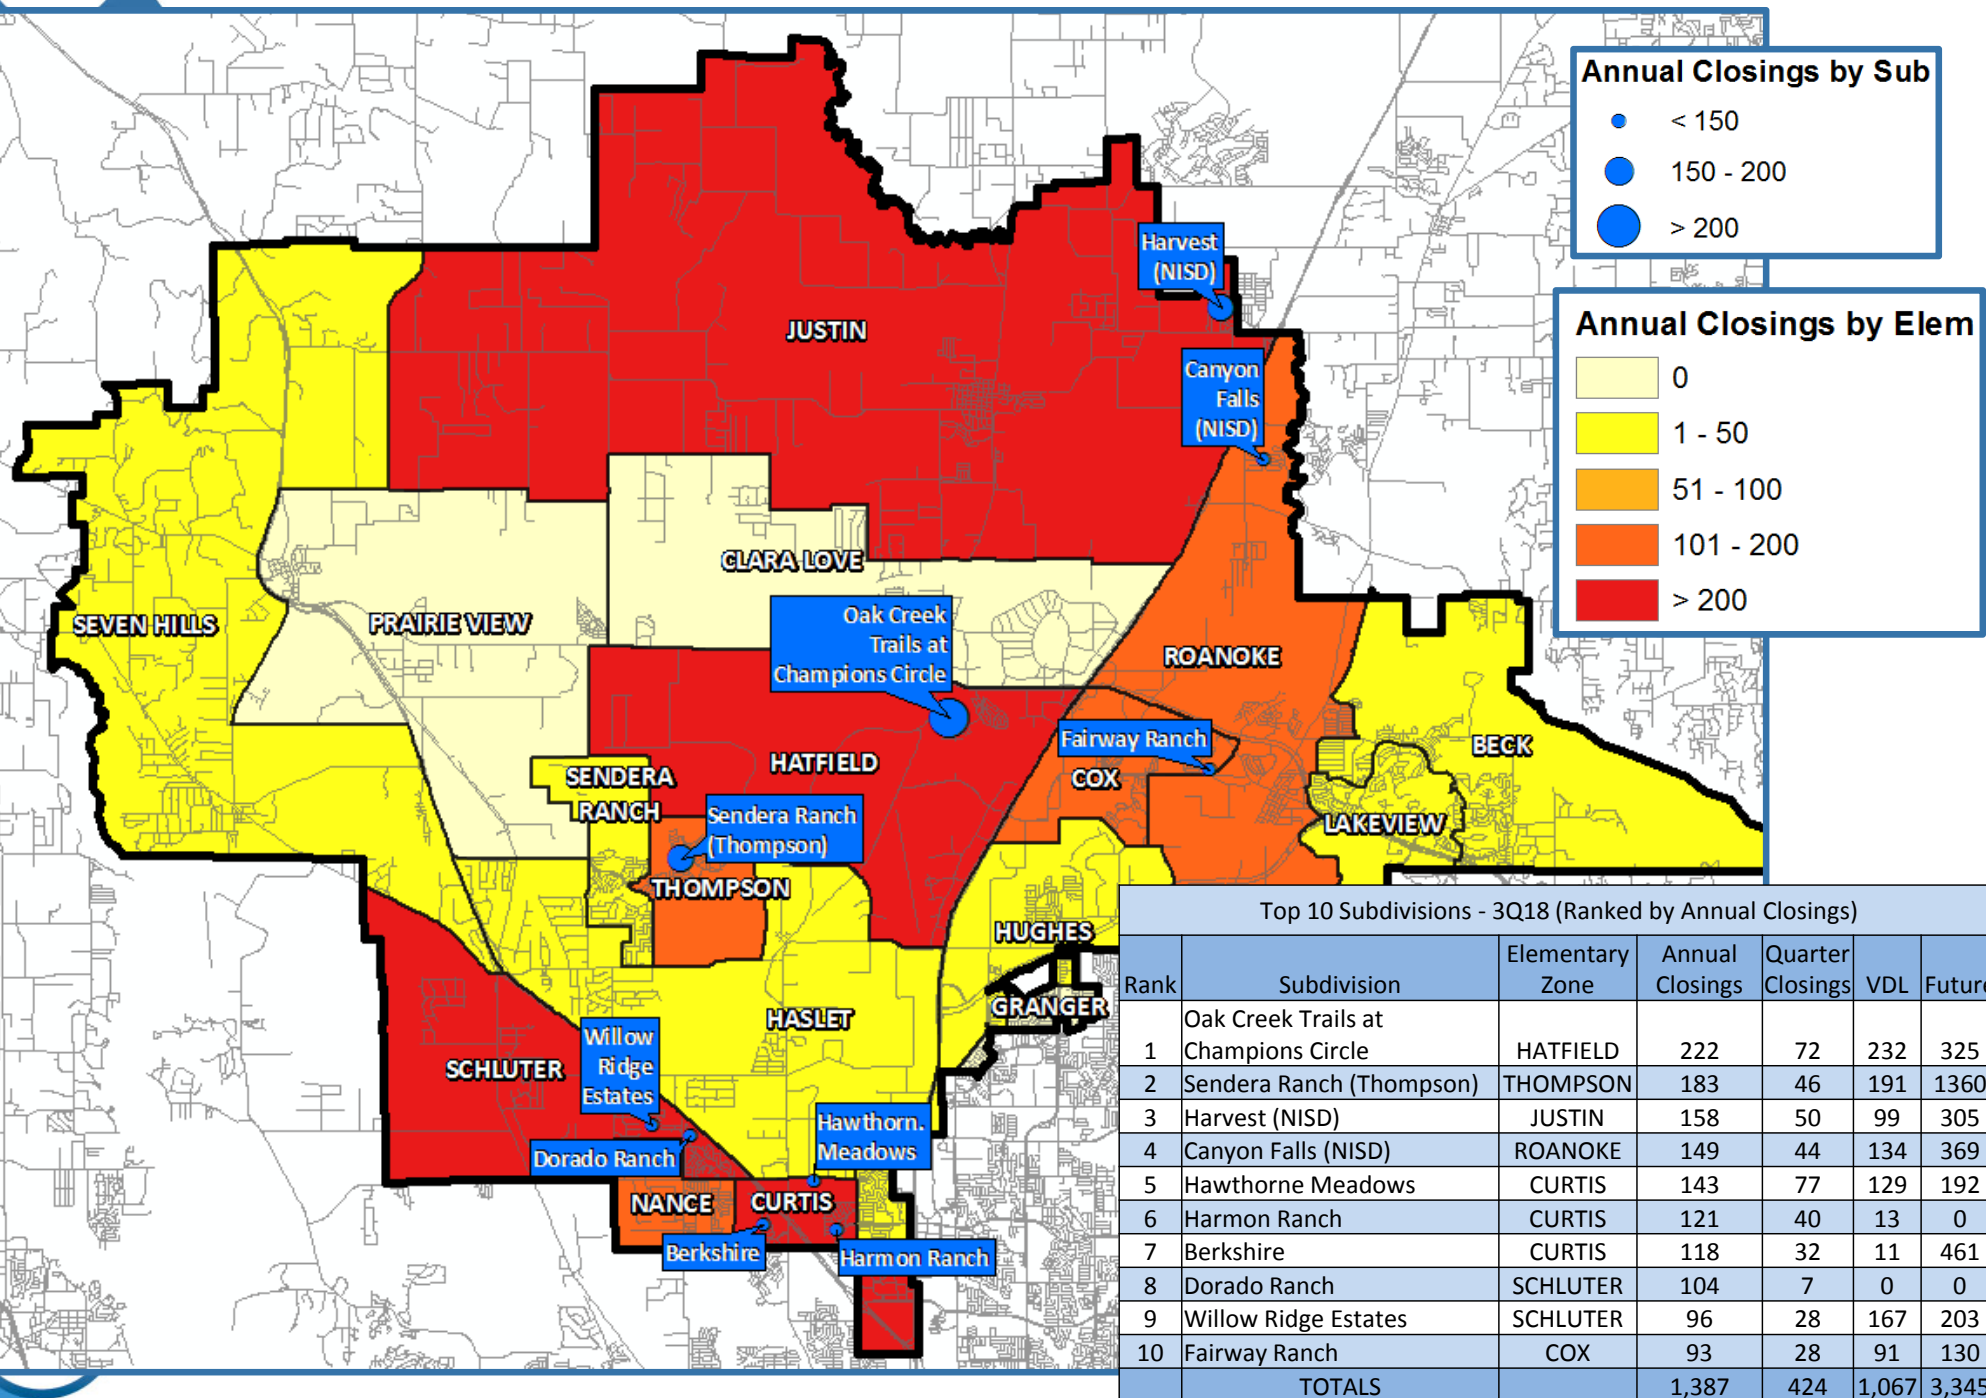 Annual Closings by Sub
< 150
150 - 200
> 200
Annual Closings by Elem
0
1 - 50
51 - 100
101 - 200
> 200
Harvest
(NISD)
JUSTIN
Canyon
Falls
(NISD)
CLARA LOVE
SEVEN HILLS
PRAIRIE VIEW
Oak Creek
Trails at
Champions Circle
ROANOKE
Fairway Ranch
BECK
SENDERA
RANCH
HATFIELD
COX
Sendera Ranch
(Thompson)
LAKEVIEW
THOMPSON
HUGHES
GRANGER
HASLET
SCHLUTER
Willow
Ridge
Estates
Hawthorn.
Meadows
Dorado Ranch
NANCE
CURTIS
Berkshire
Harmon Ranch
Top 10 Subdivisions - 3Q18 (Ranked by Annual Closings)
Rank Subdivision Elementary Zone Annual Closings Quarter Closings VDL Future
1 Oak Creek Trails at Champions Circle HATFIELD 222 72 232 325
2 Sendera Ranch (Thompson) THOMPSON 183 46 191 1360
3 Harvest (NISD) JUSTIN 158 50 99 305
4 Canyon Falls (NISD) ROANOKE 149 44 134 369
5 Hawthorne Meadows CURTIS 143 77 129 192
6 Harmon Ranch CURTIS 121 40 13 0
7 Berkshire CURTIS 118 32 11 461
8 Dorado Ranch SCHLUTER 104 7 0 0
9 Willow Ridge Estates SCHLUTER 96 28 167 203
10 Fairway Ranch COX 93 28 91 130
TOTALS 1,387 424 1,067 3,345